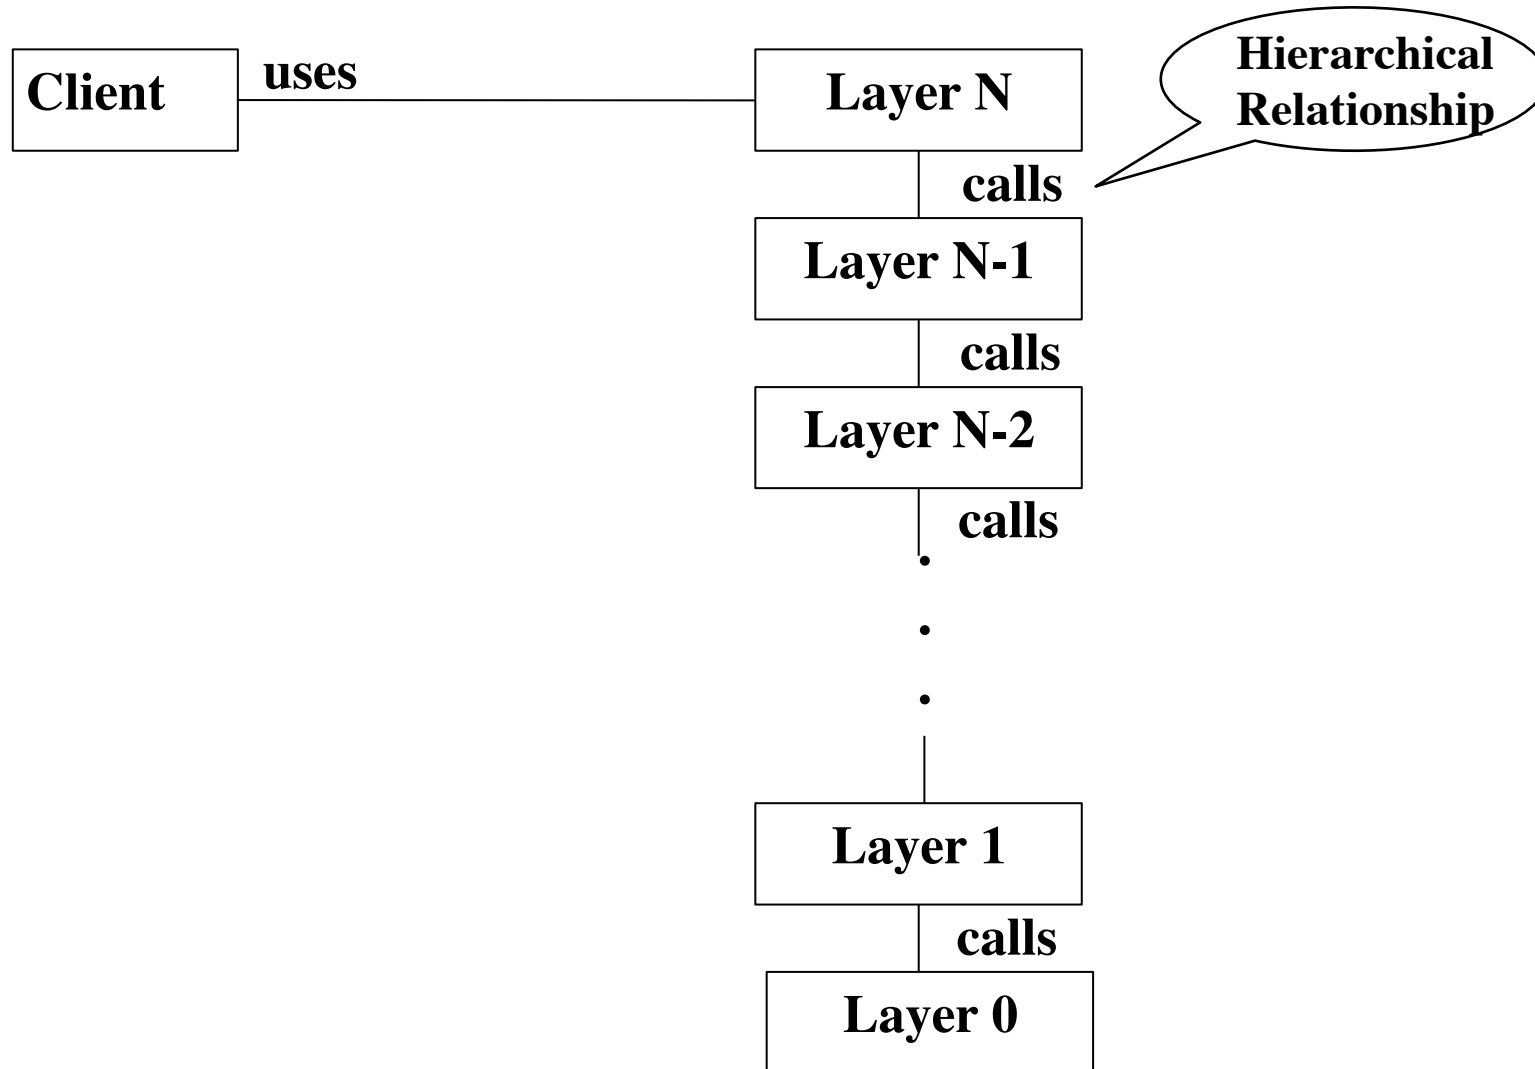 Client
uses
Layer N
Hierarchical
Relationship
calls
Layer N-1
calls
Layer N-2
calls
.
.
.
Layer 1
calls
Layer 0